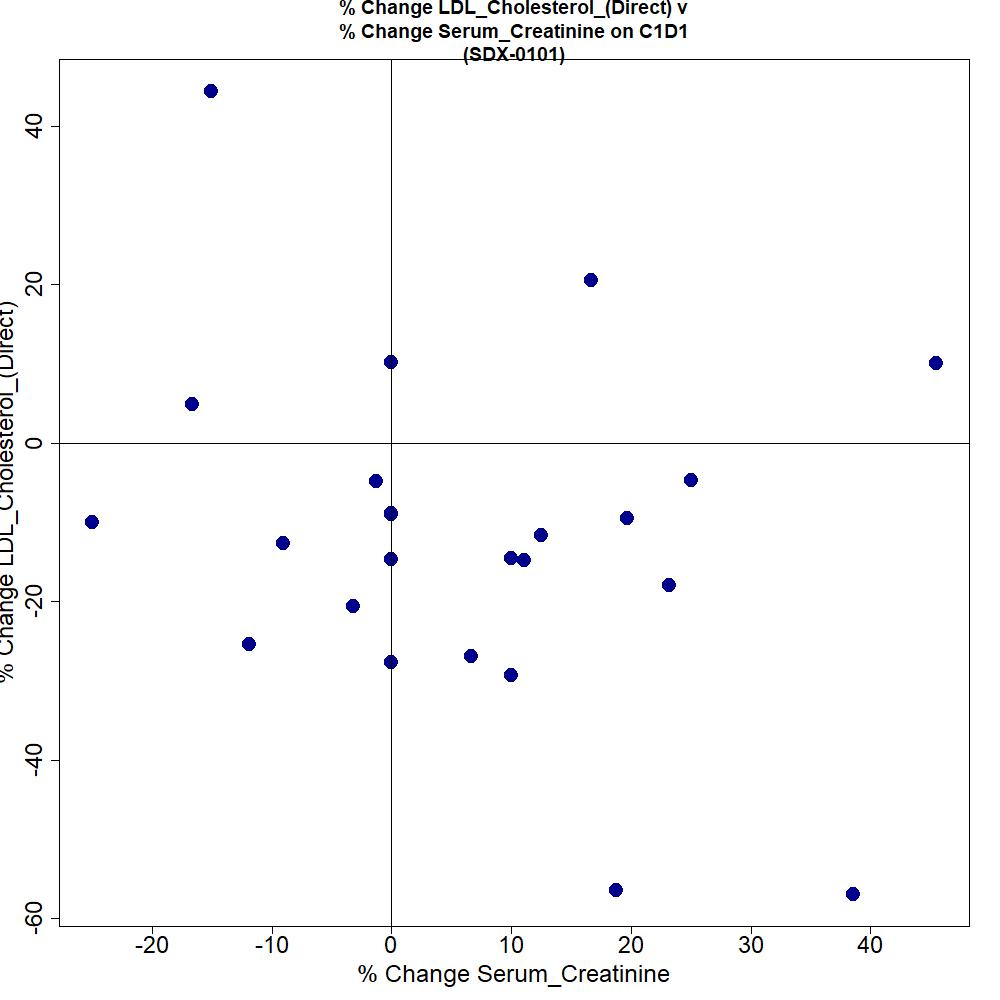 % Change LDL_Cholesterol_(Direct) v
% Change Serum_Creatinine on C1D1
(SDX-0101)
% Change LDL_Cholesterol_(Direct)
40
20
0
-20
-40
-60
-20
-10
0
10
20
30
40
% Change Serum_Creatinine